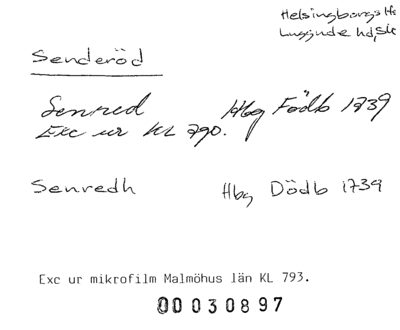 Helsingborgs lfs
Luggude hd, Sk
Senderöd
Senred Hbg Födb 1739
Exc ur KL 790.
Senredh Hbg Dödb 1739
Exc ur mikrofilm Malmöhus län KL 793.
00030897